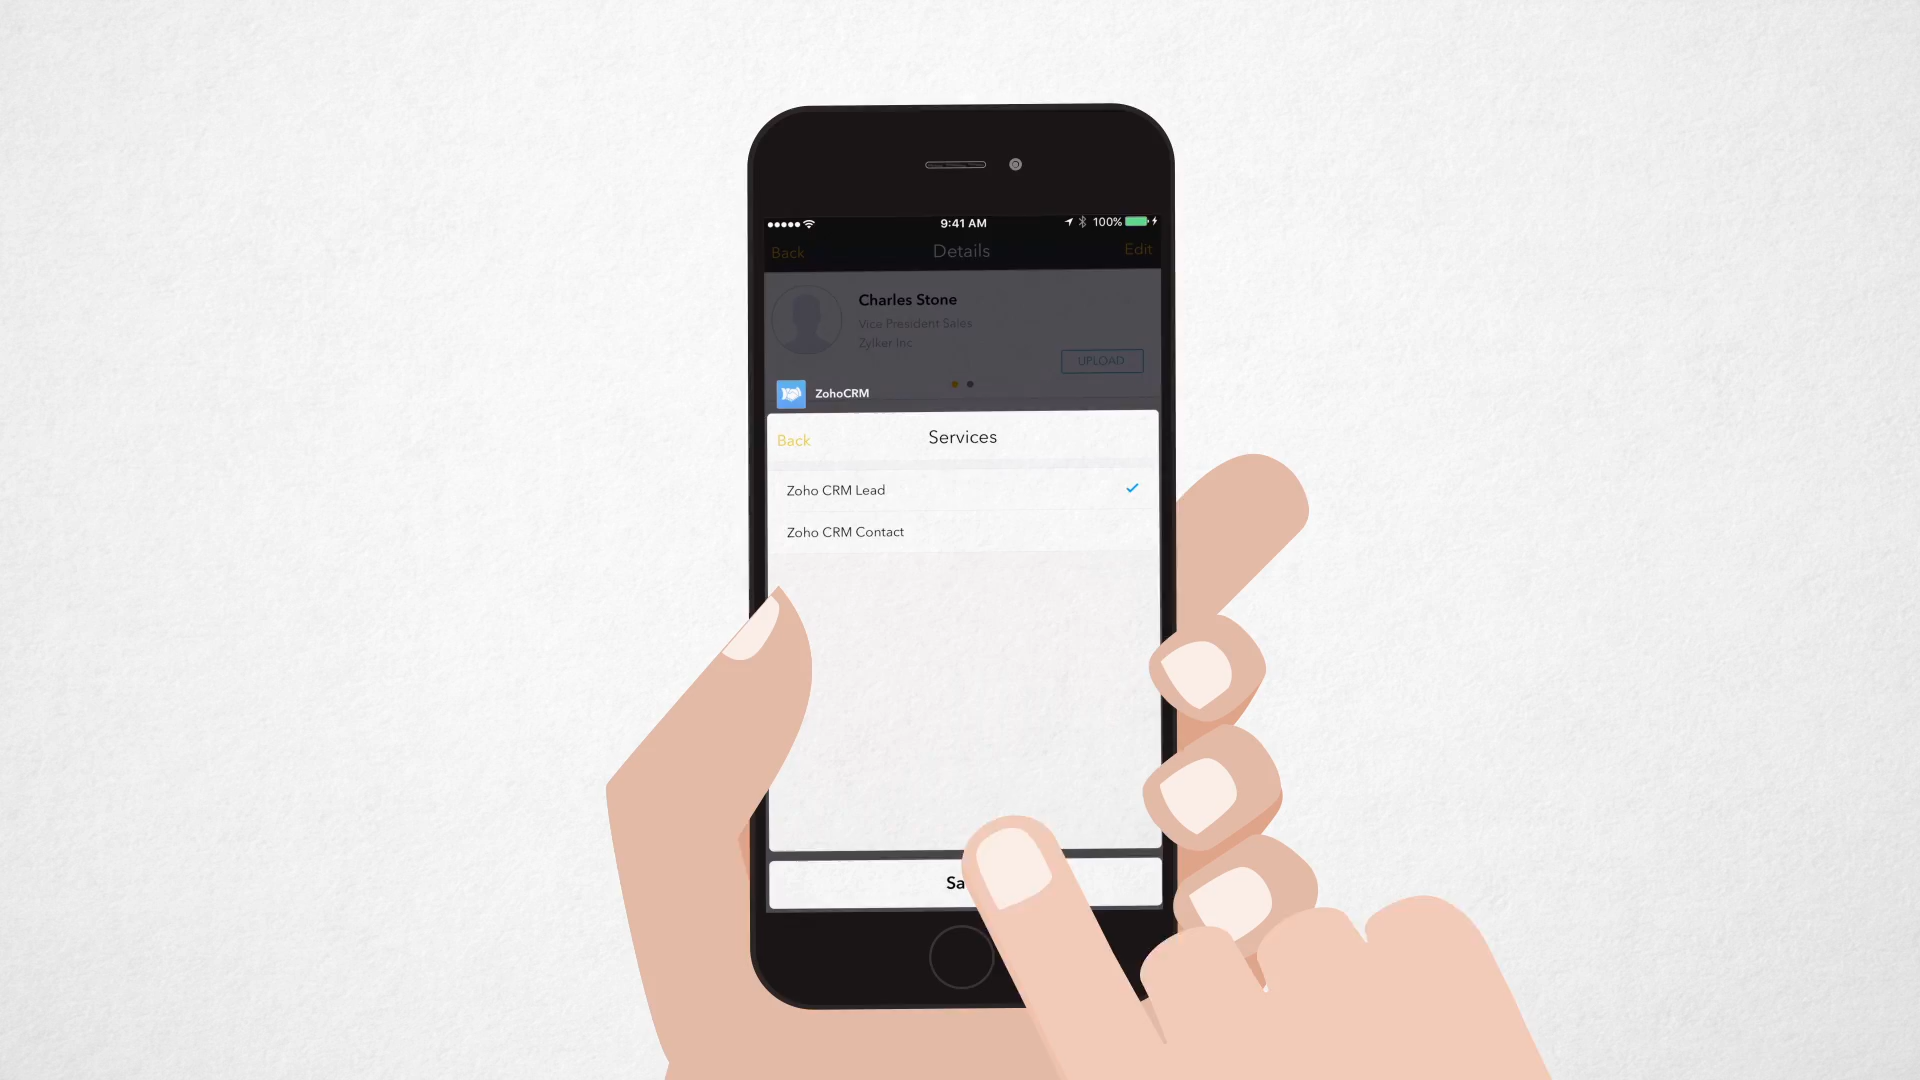 9:41 AM
100%
Back
Details
Edit
Charles Stone
Vice President Sales
Zylker Inc
UPLOAD
ZohoCRM
Back
Services
Zoho CRM Lead
Zoho CRM Contact